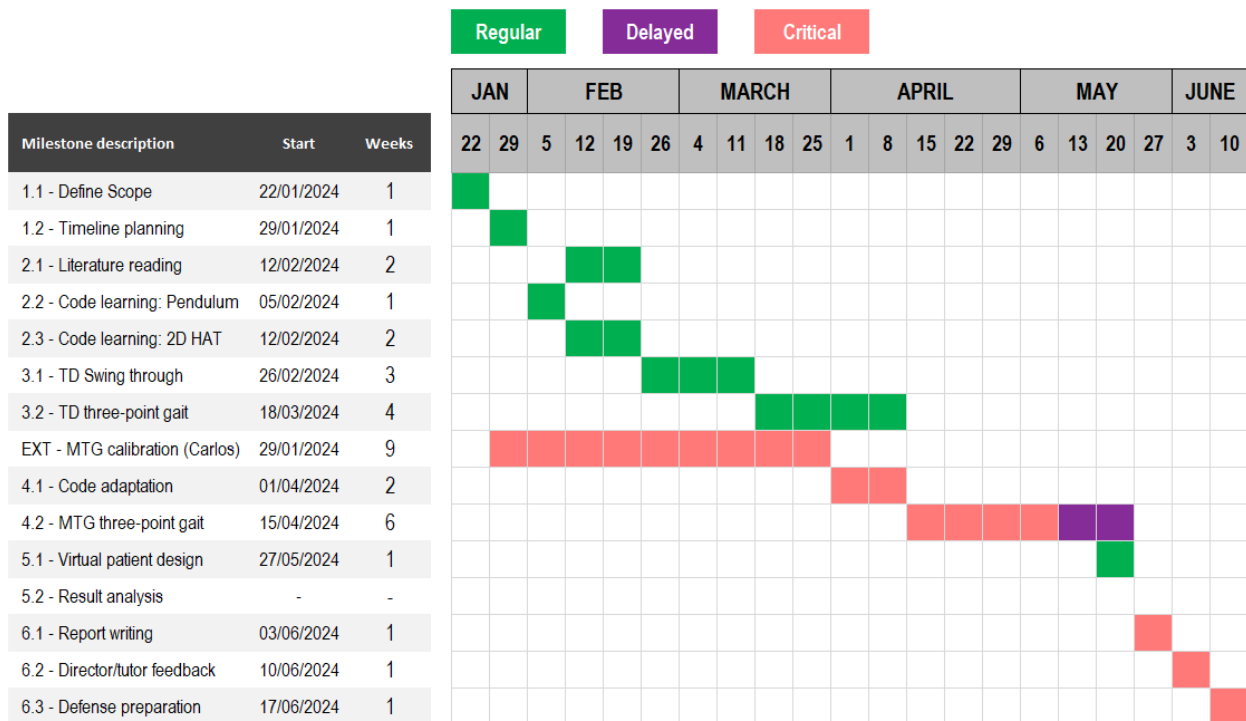 Regular Delayed Critical
JAN FEB MARCH APRIL MAY JUNE
Milestone description Start Weeks 22 29 5 12 19 26 4 11 18 25 1 8 15 22 29 6 13 20 27 3 10
1.1 - Define Scope 22/01/2024 1
1.2 - Timeline planning 29/01/2024 1
2.1 - Literature reading 12/02/2024 2
2.2 - Code learning: Pendulum 05/02/2024 1
2.3 - Code learning: 2D HAT 12/02/2024 2
3.1 - TD Swing through 26/02/2024 3
3.2 - TD three-point gait 18/03/2024 4
EXT - MTG calibration (Carlos) 29/01/2024 9
4.1 - Code adaptation 01/04/2024 2
4.2 - MTG three-point gait 15/04/2024 6
5.1 - Virtual patient design 27/05/2024 1
5.2 - Result analysis - -
6.1 - Report writing 03/06/2024 1
6.2 - Director/tutor feedback 10/06/2024 1
6.3 - Defense preparation 17/06/2024 1